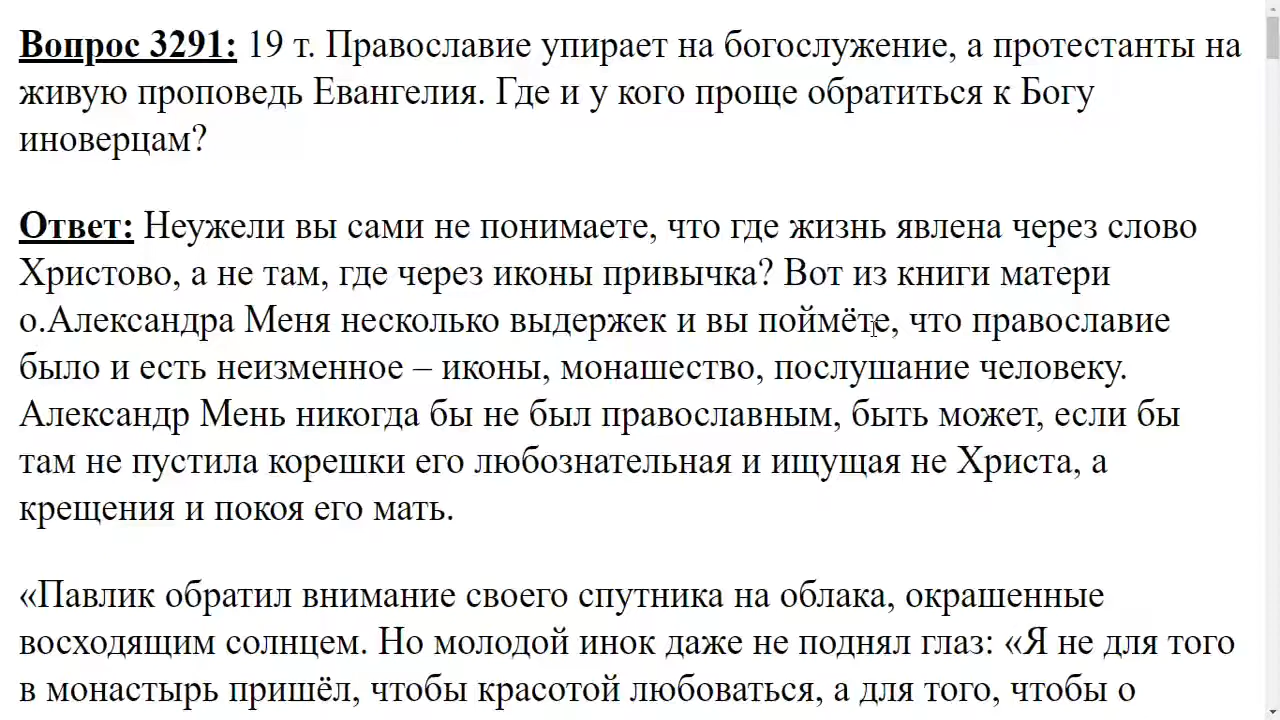 Вопрос 3291: 19 т. Православие упирает на богослужение, а протестанты на
живую проповедь Евангелия. Где и у кого проще обратиться к Богу
иноверцам?
Ответ: Неужели вы сами не понимаете, что где жизнь явлена через слово
Христово, а не там, где через иконы привычка? Вот из книги матери
о.Александра Меня несколько выдержек и вы поймёте, что православие
было и есть неизменное – иконы, монашество, послушание человеку.
Александр Мень никогда бы не был православным, быть может, если бы
там не пустила корешки его любознательная и ищущая не Христа, а
крещения и покоя его мать.
«Павлик обратил внимание своего спутника на облака, окрашенные
восходящим солнцем. Но молодой инок даже не поднял глаз: «Я не для того
в монастырь пришёл, чтобы красотой любоваться, а для того, чтобы о